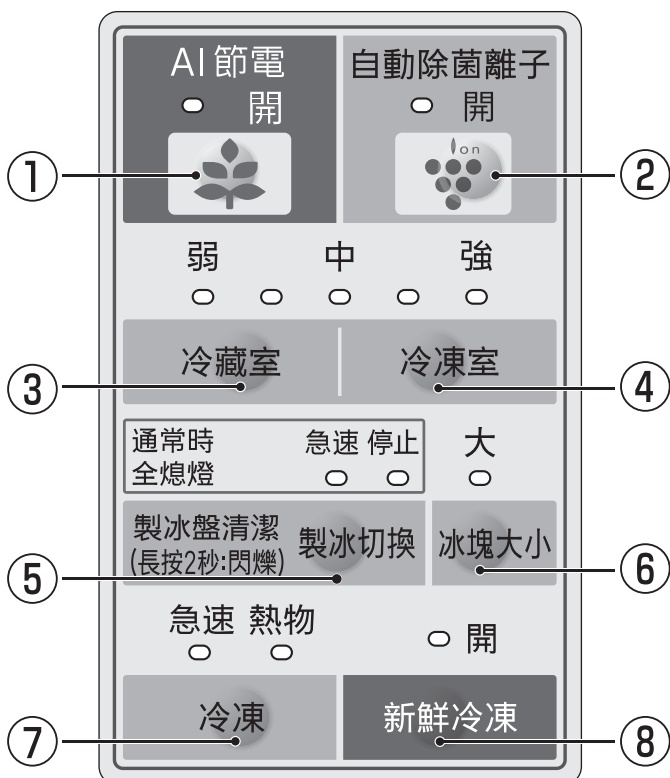 AI節電
開
①
自動除菌離子
開
Ion
②
弱 中 強
③
冷藏室
冷凍室
④
通常時
全熄燈
急速 停止
大
製冰盤清潔
(長按2秒:閃爍)
製冰切換
⑤
冰塊大小
⑥
急速 熱物
開
冷凍
⑦
新鮮冷凍
⑧